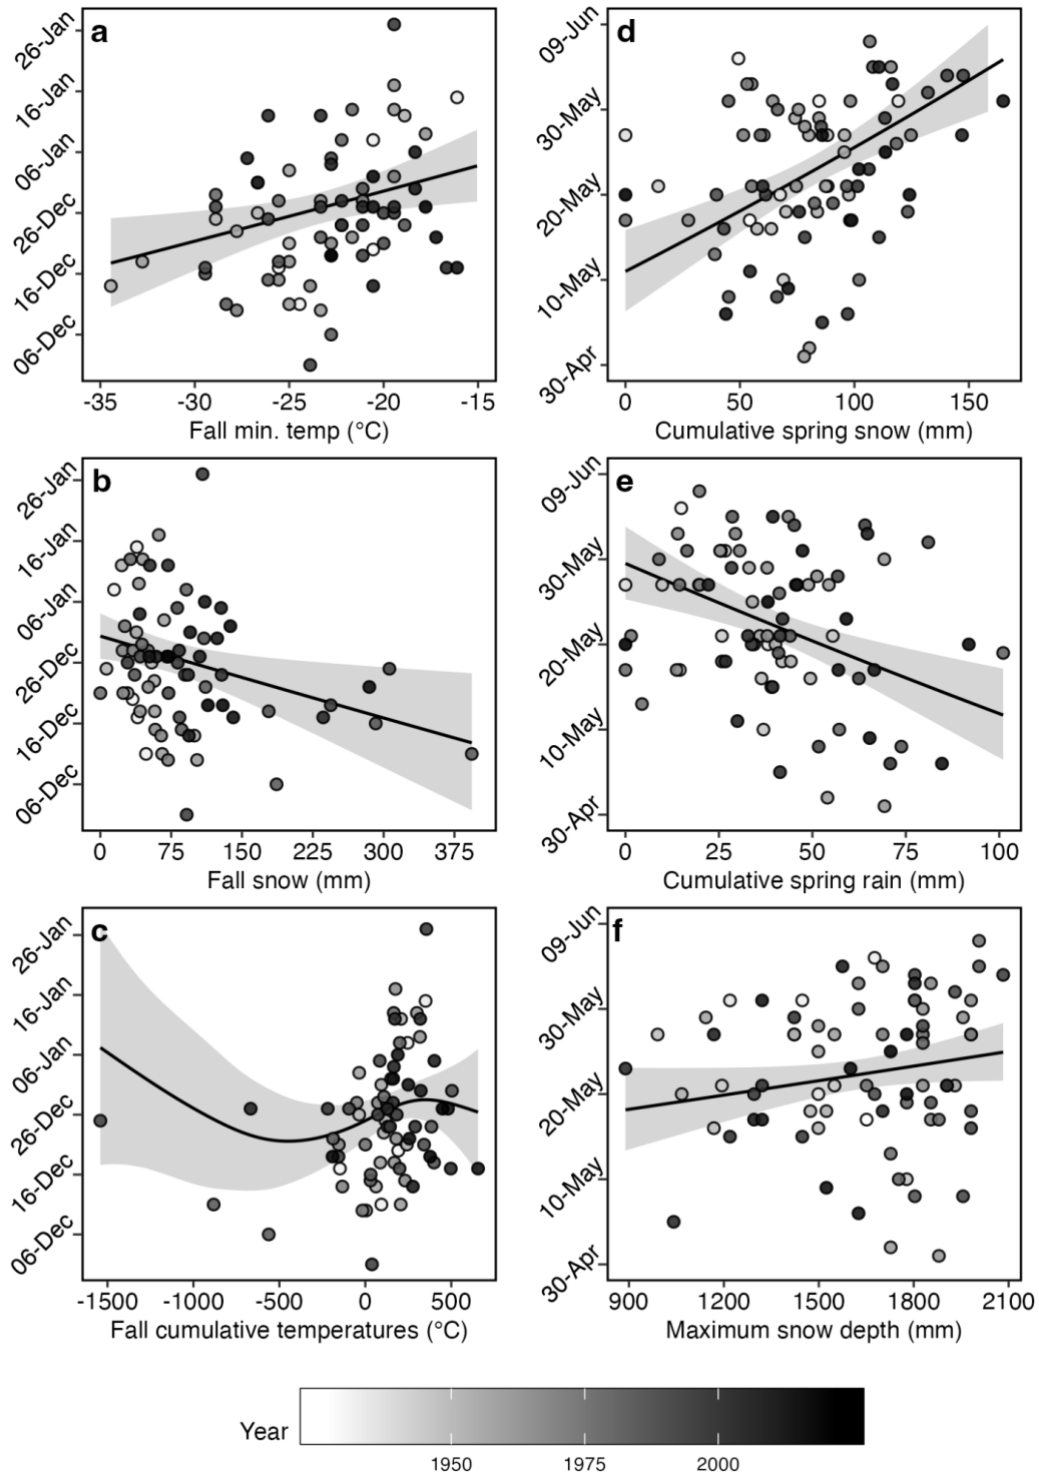 a
26-Jan
16-Jan
06-Jan
26-Dec
16-Dec
06-Dec
-35 -30 -25 -20 -15
Fall min. temp (°C)
d
09-Jun
30-May
20-May
10-May
30-Apr
0 50 100 150
Cumulative spring snow (mm)
b
26-Jan
16-Jan
06-Jan
26-Dec
16-Dec
06-Dec
0 75 150 225 300 375
Fall snow (mm)
e
09-Jun
30-May
20-May
10-May
30-Apr
0 25 50 75 100
Cumulative spring rain (mm)
c
26-Jan
16-Jan
06-Jan
26-Dec
16-Dec
06-Dec
-1500 -1000 -500 0 500
Fall cumulative temperatures (°C)
f
09-Jun
30-May
20-May
10-May
30-Apr
900 1200 1500 1800 2100
Maximum snow depth (mm)
Year
1950 1975 2000